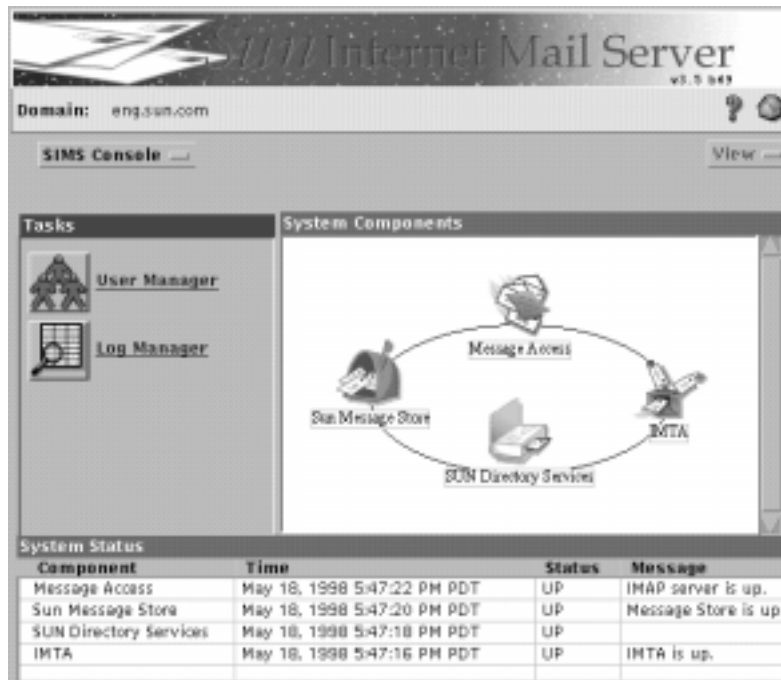 Sun Internet Mail Server
v3.5 b49
Domain: eng.sun.com
SIMS Console
View
Tasks
System Components
User Manager
Log Manager
Message Access
Sun Message Store
IMTA
SUN Directory Services
System Status
Component Time Status Message
Message Access May 18, 1998 5:47:22 PM PDT UP IMAP server is up.
Sun Message Store May 18, 1998 5:47:20 PM PDT UP Message Store is up
SUN Directory Services May 18, 1998 5:47:18 PM PDT UP
IMTA May 18, 1998 5:47:16 PM PDT UP IMTA is up.